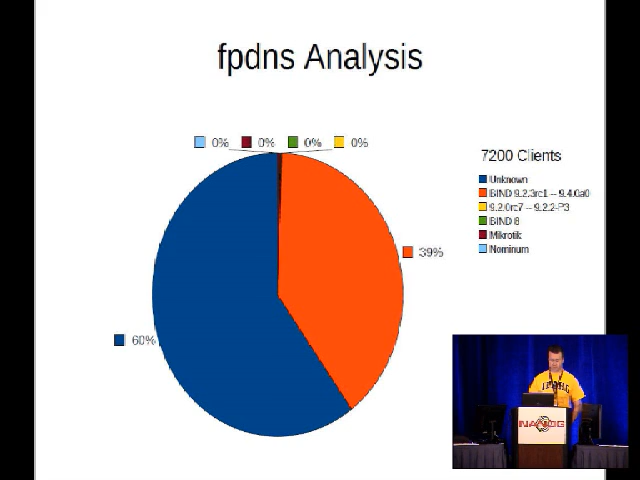 fpdns Analysis
0% 0% 0% 0%
7200 Clients
Unknown
BIND 9.2.3rc1 -- 9.4.0a0
9.2.0rc7 -- 9.2.2-P3
BIND 8
Mikrotik
Nominum
39%
60%
NANOG